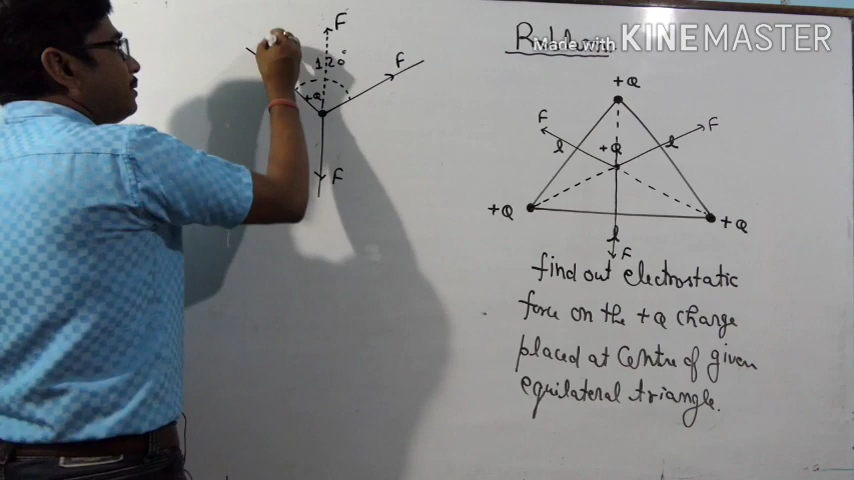 F
120°
F
+Q
F
Made with KINEMASTER
+Q
F
F
+Q
l
l
+Q
+Q
l
F
find out electrostatic
force on the +Q charge
placed at Centre of given
equilateral triangle.